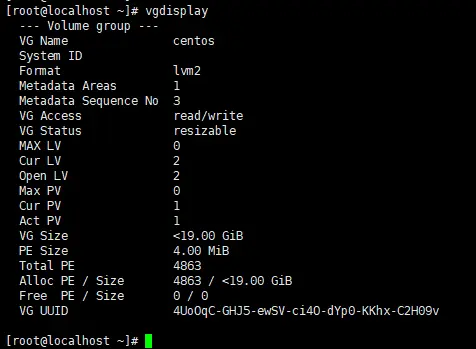 [root@localhost ~]# vgdisplay
--- Volume group ---
VG Name centos
System ID
Format lvm2
Metadata Areas 1
Metadata Sequence No 3
VG Access read/write
VG Status resizable
MAX LV 0
Cur LV 2
Open LV 2
Max PV 0
Cur PV 1
Act PV 1
VG Size <19.00 GiB
PE Size 4.00 MiB
Total PE 4863
Alloc PE / Size 4863 / <19.00 GiB
Free PE / Size 0 / 0
VG UUID 4UoOqC-GHJ5-ewSV-ci4O-dYp0-KKhx-C2H09v
[root@localhost ~]#